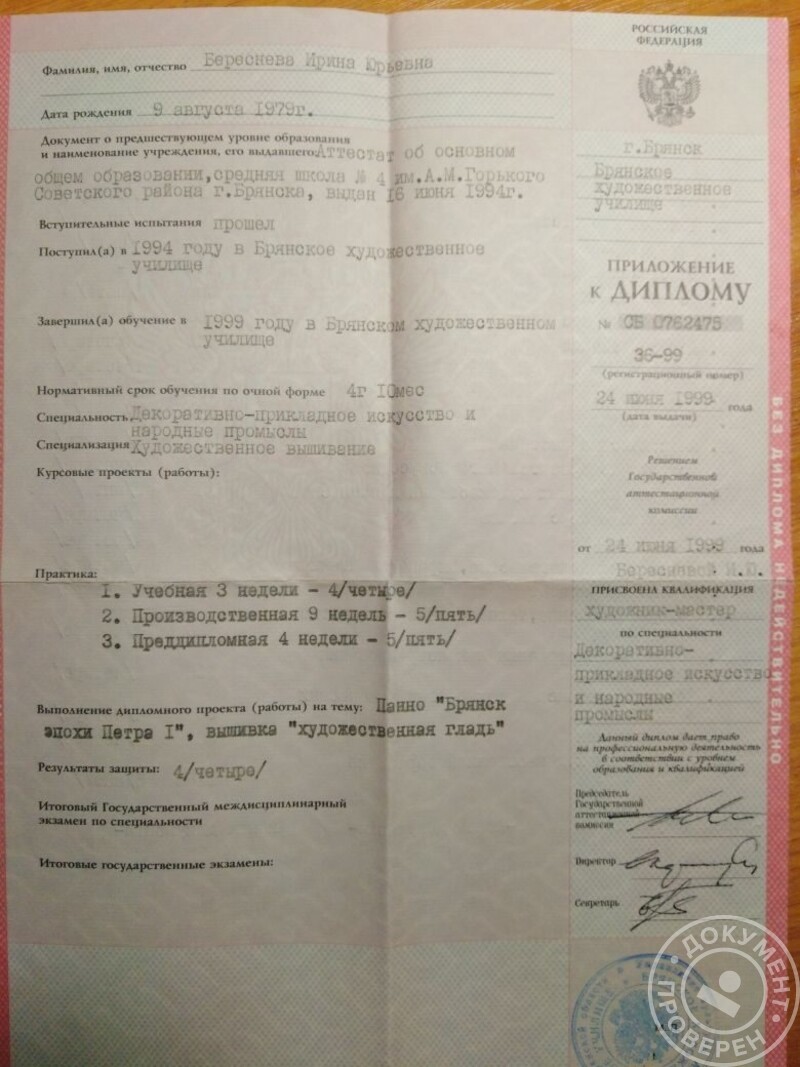 Фамилия, имя, отчество Береснева Ирина Юрьевна
Дата рождения 9 августа 1979г.
Документ о предшествующем уровне образования
и наименование учреждения, его выдавшего: Аттестат об основном
общем образовании, средняя школа № 4 им.А.М.Горького
Советского района г.Брянска, выдан 16 июня 1994г.
Вступительные испытания прошел
Поступил(а) в 1994 году в Брянское художественное
училище
Завершил(а) обучение в 1999 году в Брянском художественном
училище
Нормативный срок обучения по очной форме 4г 10мес
Специальность Декоративно-прикладное искусство и
народные промыслы
Специализация Художественное вышивание
Курсовые проекты (работы):
Практика:
1. Учебная 3 недели - 4/четыре/
2. Производственная 9 недель - 5/пять/
3. Преддипломная 4 недели - 5/пять/
Выполнение дипломного проекта (работы) на тему: Панно "Брянск
эпохи Петра I", вышивка "художественная гладь"
Результаты защиты: 4/четыре/
Итоговый Государственный междисциплинарный
экзамен по специальности
Итоговые государственные экзамены:
РОССИЙСКАЯ
ФЕДЕРАЦИЯ
г.Брянск
Брянское
художественное
училище
ПРИЛОЖЕНИЕ
к ДИПЛОМУ
№ СБ 0762475
36-99
(регистрационный номер)
24 июня 1999 года
(дата выдачи)
Решением
Государственной
аттестационной
комиссии
от 24 июня 1999 года
ПРИСВОЕНА КВАЛИФИКАЦИЯ
художник-мастер
по специальности
Декоративно-
прикладное искусство
и народные
промыслы
Данный диплом дает право
на профессиональную деятельность
в соответствии с уровнем
образования и квалификацией
Председатель
Государственной
аттестационной
комиссии
Директор
Секретарь
БЕЗ ДИПЛОМА НЕДЕЙСТВИТЕЛЬНО
ДОКУМЕНТ
ПРОВЕРЕН